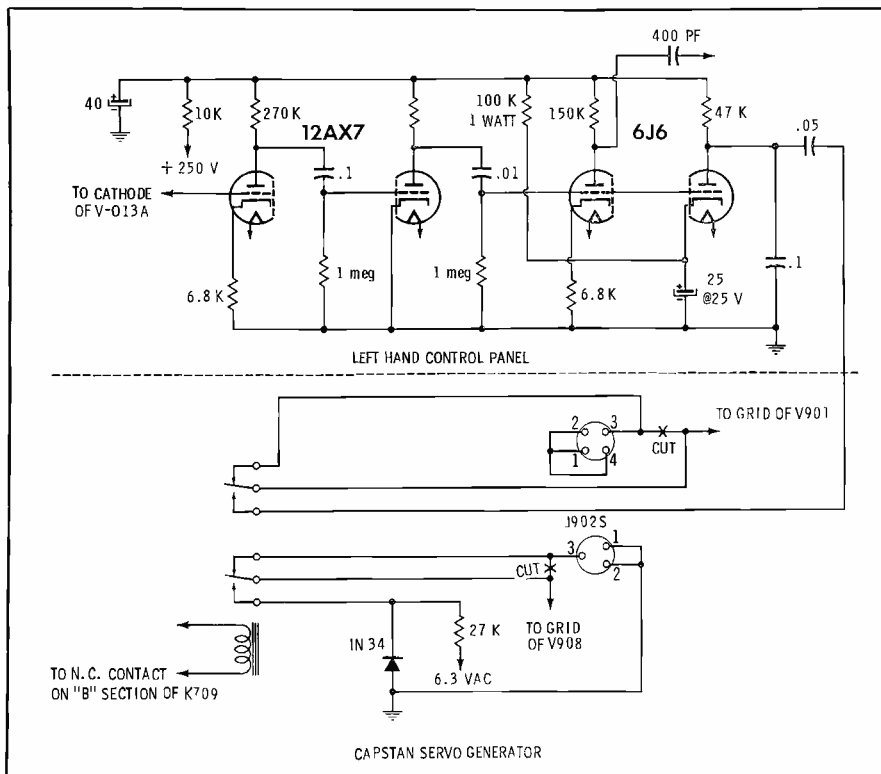 400 PF
40
10K
270K
12AX7
100 K
1 WATT
150K
6J6
47 K
.05
+ 250 V
.1
.01
TO CATHODE
OF V-013A
6.8K
1 meg
1 meg
6.8 K
25
@25 V
.1
LEFT HAND CONTROL PANEL
2 3
1 4
CUT
TO GRID OF V901
J902S
3 1
2
CUT
TO GRID
OF V908
1N 34
27 K
6.3 VAC
TO N.C. CONTACT
ON "B" SECTION OF K709
CAPSTAN SERVO GENERATOR